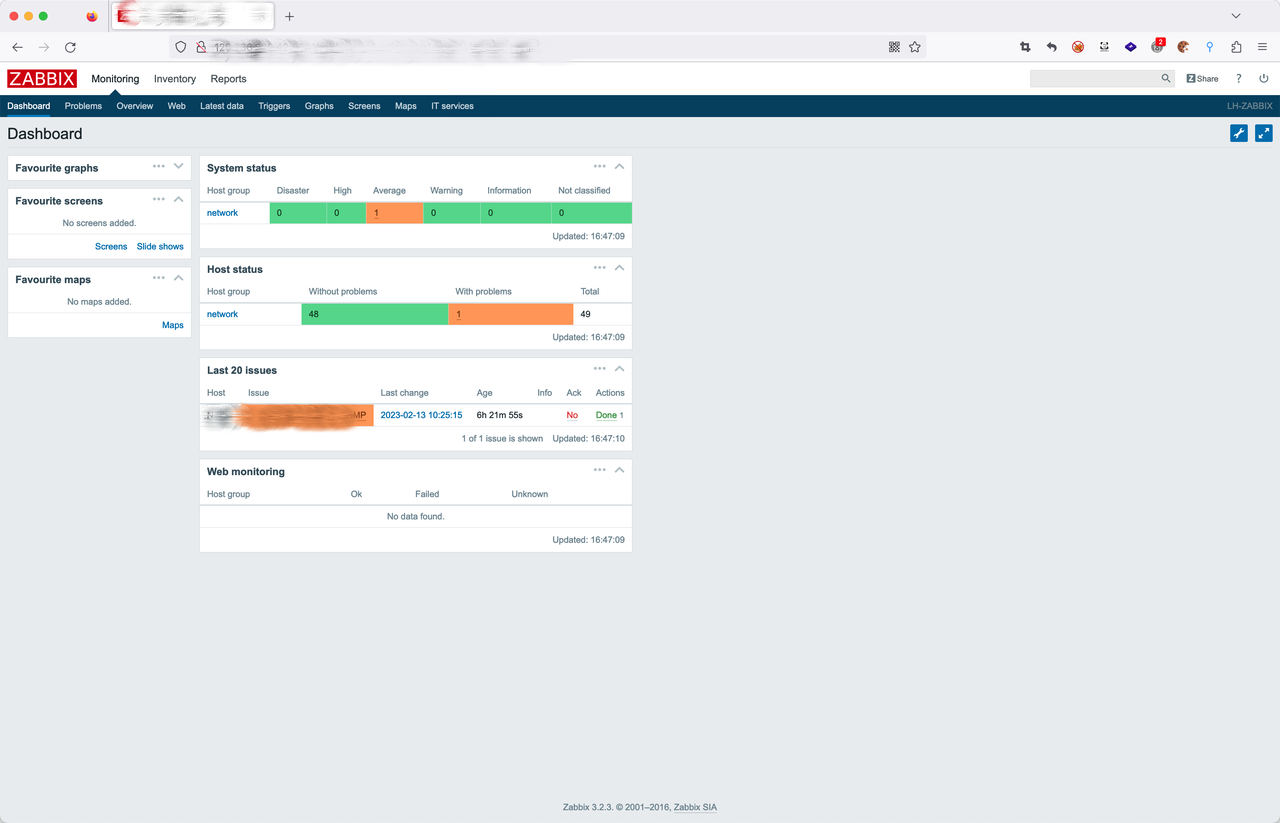 ZABBIX Monitoring Inventory Reports Share ?
Dashboard Problems Overview Web Latest data Triggers Graphs Screens Maps IT services LH-ZABBIX
Dashboard
Favourite graphs
Favourite screens
No screens added.
Screens Slide shows
Favourite maps
No maps added.
Maps
System status
Host group Disaster High Average Warning Information Not classified
network 0 0 1 0 0 0
Updated: 16:47:09
Host status
Host group Without problems With problems Total
network 48 1 49
Updated: 16:47:09
Last 20 issues
Host Issue Last change Age Info Ack Actions
2023-02-13 10:25:15 6h 21m 55s No Done 1
1 of 1 issue is shown Updated: 16:47:10
Web monitoring
Host group Ok Failed Unknown
No data found.
Updated: 16:47:09
Zabbix 3.2.3. © 2001–2016, Zabbix SIA